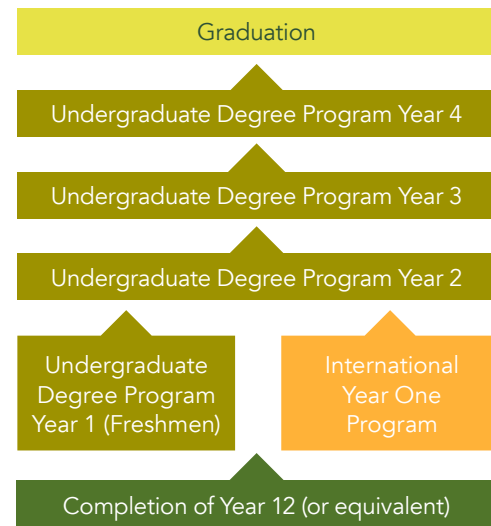 Graduation
Undergraduate Degree Program Year 4
Undergraduate Degree Program Year 3
Undergraduate Degree Program Year 2
Undergraduate
Degree Program
Year 1 (Freshmen)
International
Year One
Program
Completion of Year 12 (or equivalent)